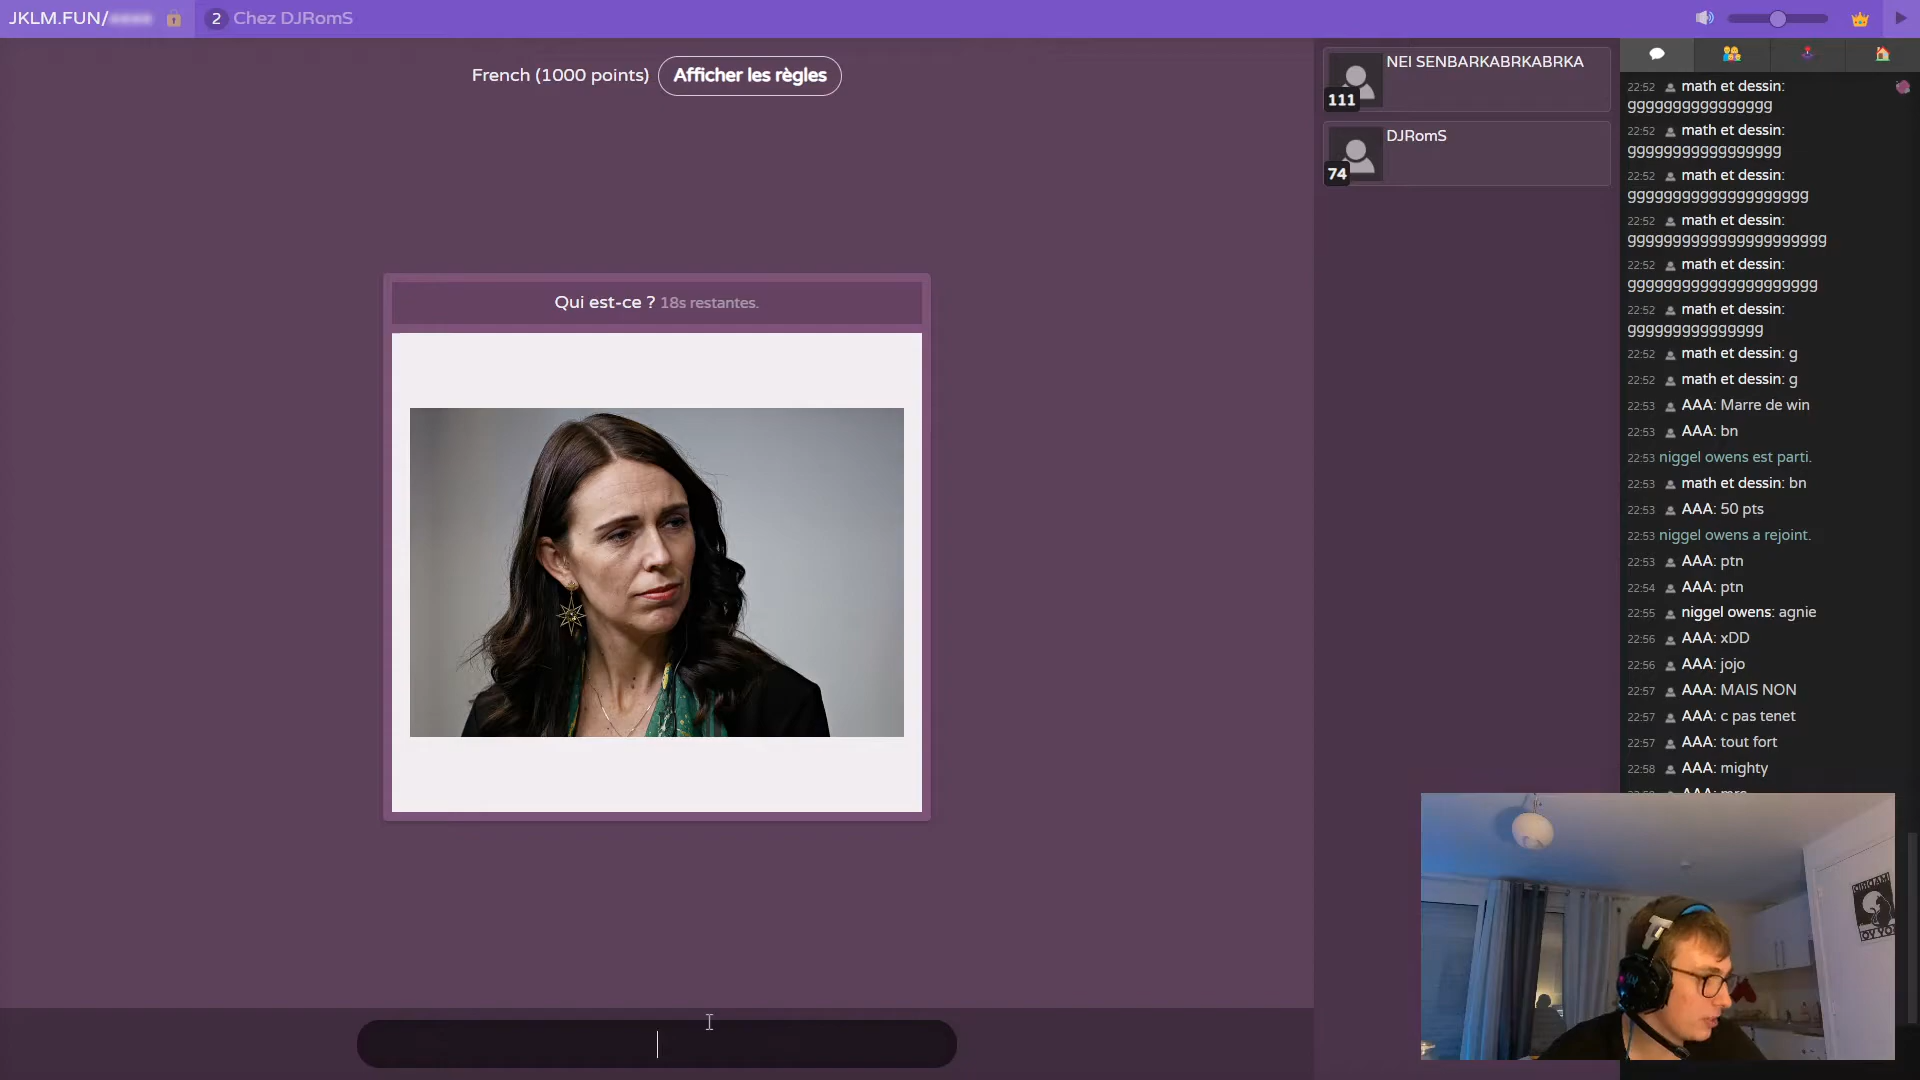 JKLM.FUN/
2 Chez DJRomS
French (1000 points) Afficher les règles
Qui est-ce ? 18s restantes.
NEI SENBARKABRKABRKA
111
DJRomS
74
22:52 math et dessin:
gggggggggggggggg
22:52 math et dessin:
ggggggggggggggggg
22:52 math et dessin:
gggggggggggggggggggg
22:52 math et dessin:
gggggggggggggggggggggg
22:52 math et dessin:
ggggggggggggggggggggg
22:52 math et dessin:
ggggggggggggggg
22:52 math et dessin: g
22:52 math et dessin: g
22:53 AAA: Marre de win
22:53 AAA: bn
22:53 niggel owens est parti.
22:53 math et dessin: bn
22:53 AAA: 50 pts
22:53 niggel owens a rejoint.
22:53 AAA: ptn
22:54 AAA: ptn
22:55 niggel owens: agnie
22:56 AAA: xDD
22:56 AAA: jojo
22:57 AAA: MAIS NON
22:57 AAA: c pas tenet
22:57 AAA: tout fort
22:58 AAA: mighty